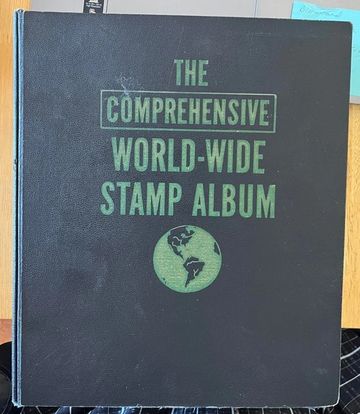 THE
COMPREHENSIVE
WORLD-WIDE
STAMP ALBUM